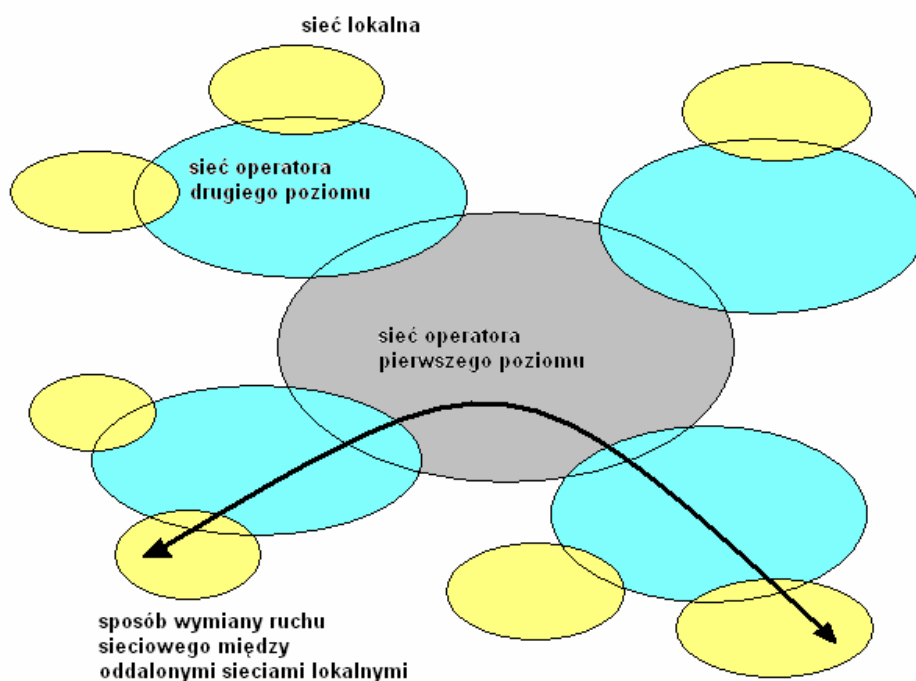 sieć lokalna
sieć operatora
drugiego poziomu
sieć operatora
pierwszego poziomu
sposób wymiany ruchu
sieciowego między
oddalonymi sieciami lokalnymi